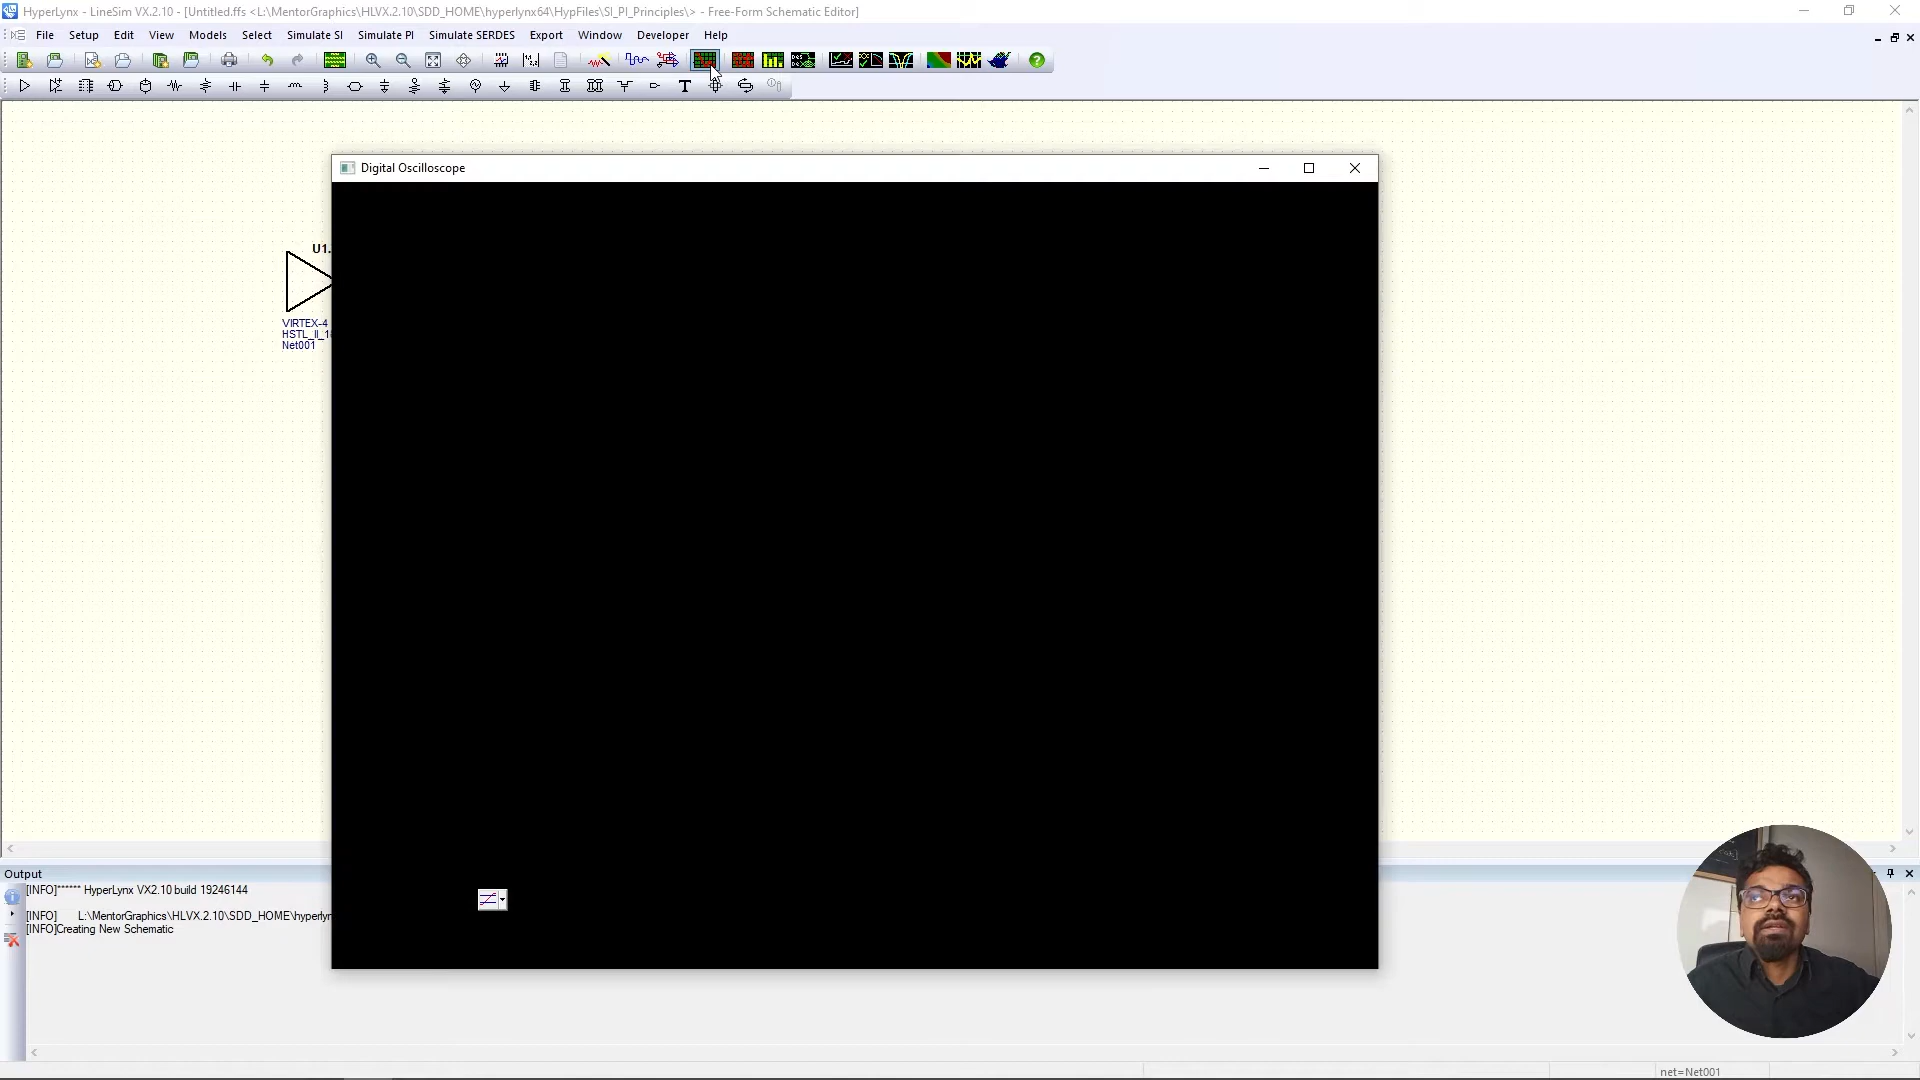 HyperLynx - LineSim VX.2.10 - [Untitled.ffs <L:\MentorGraphics\HLVX.2.10\SDD_HOME\hyperlynx64\HypFiles\SI_PI_Principles\> - Free-Form Schematic Editor]
File Setup Edit View Models Select Simulate SI Simulate PI Simulate SERDES Export Window Developer Help
T
Digital Oscilloscope
U1.
VIRTEX-4
HSTL_II_1
Net001
Output
[INFO]****** HyperLynx VX2.10 build 19246144
[INFO] L:\MentorGraphics\HLVX.2.10\SDD_HOME\hyperlyn
[INFO]Creating New Schematic
net=Net001